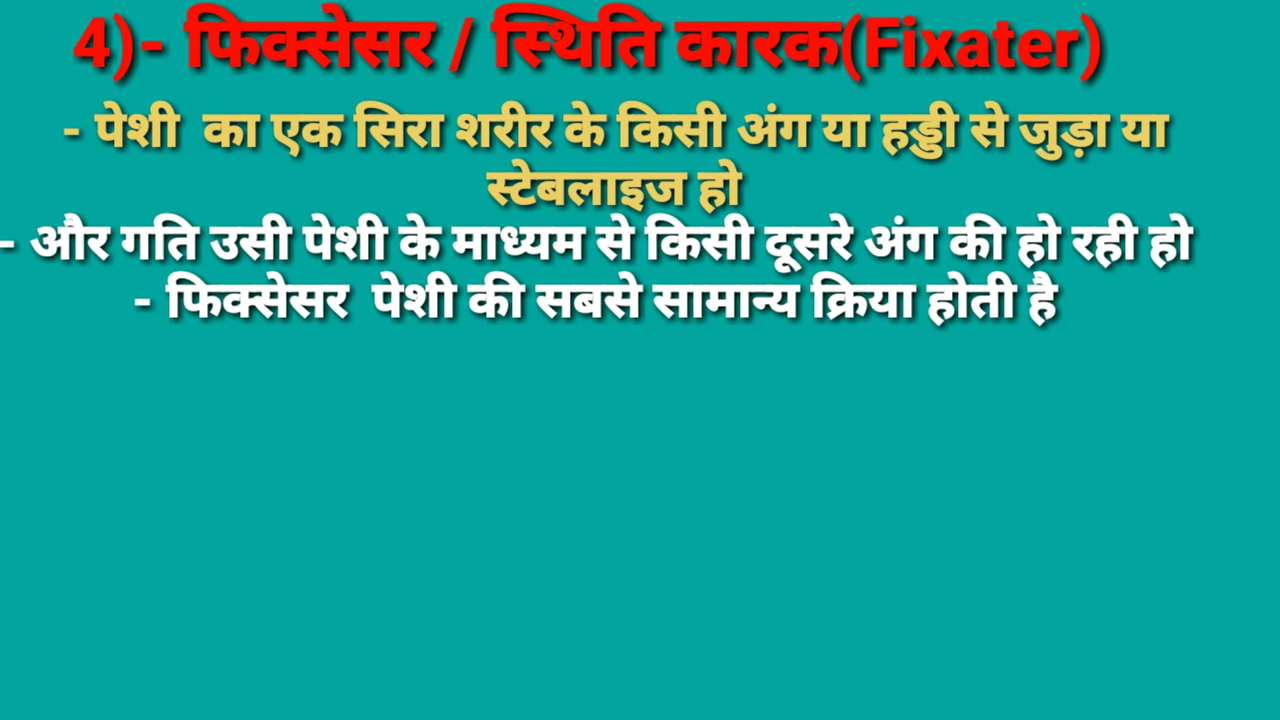 4)- फिक्सेसर / स्थिति कारक(Fixater)
- पेशी का एक सिरा शरीर के किसी अंग या हड्डी से जुड़ा या
स्टेबलाइज हो
- और गति उसी पेशी के माध्यम से किसी दूसरे अंग की हो रही हो
- फिक्सेसर पेशी की सबसे सामान्य क्रिया होती है